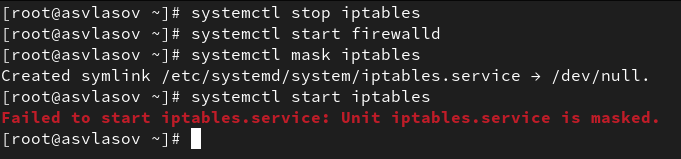 [root@asvlasov ~]# systemctl stop iptables
[root@asvlasov ~]# systemctl start firewalld
[root@asvlasov ~]# systemctl mask iptables
Created symlink /etc/systemd/system/iptables.service → /dev/null.
[root@asvlasov ~]# systemctl start iptables
Failed to start iptables.service: Unit iptables.service is masked.
[root@asvlasov ~]#